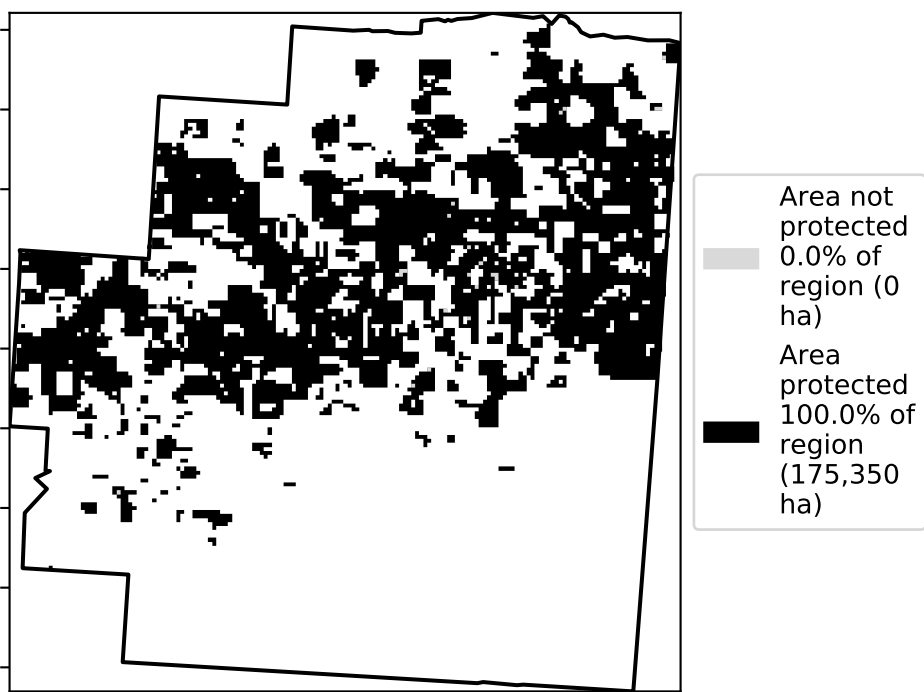 Area not
protected
0.0% of
region (0
ha)
Area
protected
100.0% of
region
(175,350
ha)